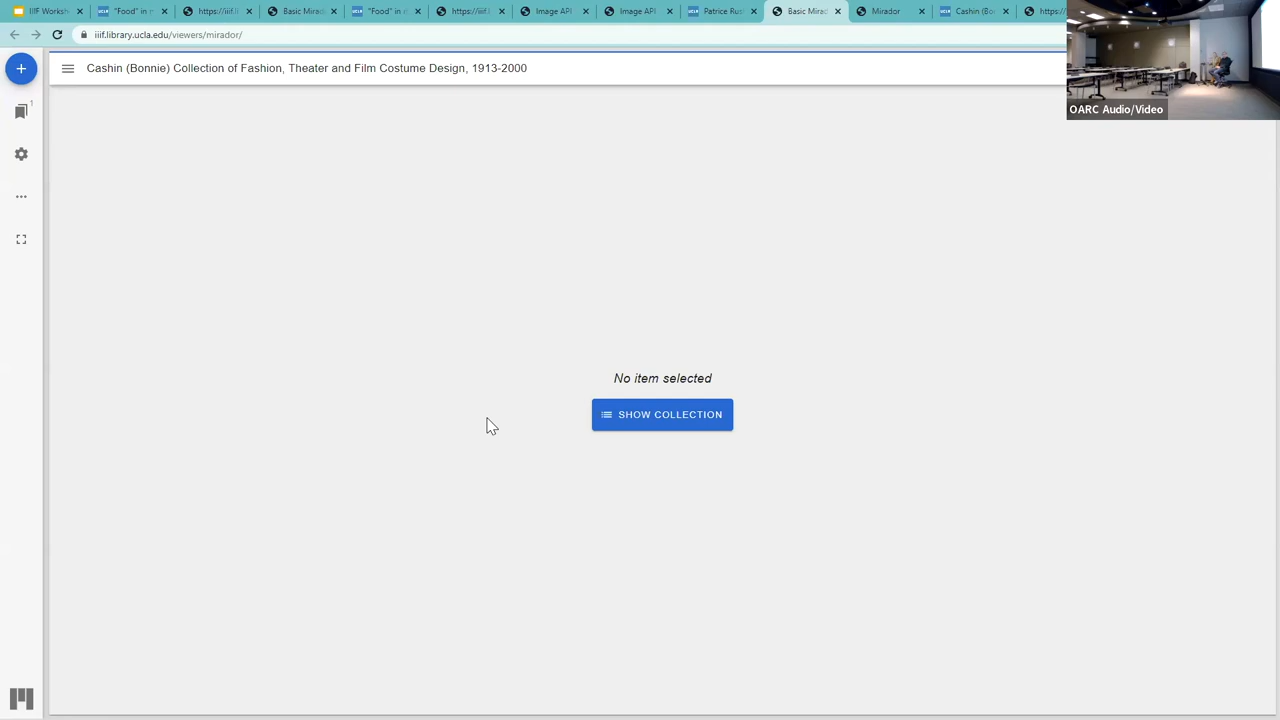 IIIF Worksh
"Food" in m
https://iiif.li
Basic Mirad
"Food" in e
https://iiif.l
Image API
Image API
Patrice Rus
Basic Mirad
Mirador
Cashin (Bo
https:/
iiif.library.ucla.edu/viewers/mirador/
OARC Audio/Video
Cashin (Bonnie) Collection of Fashion, Theater and Film Costume Design, 1913-2000
1
No item selected
SHOW COLLECTION